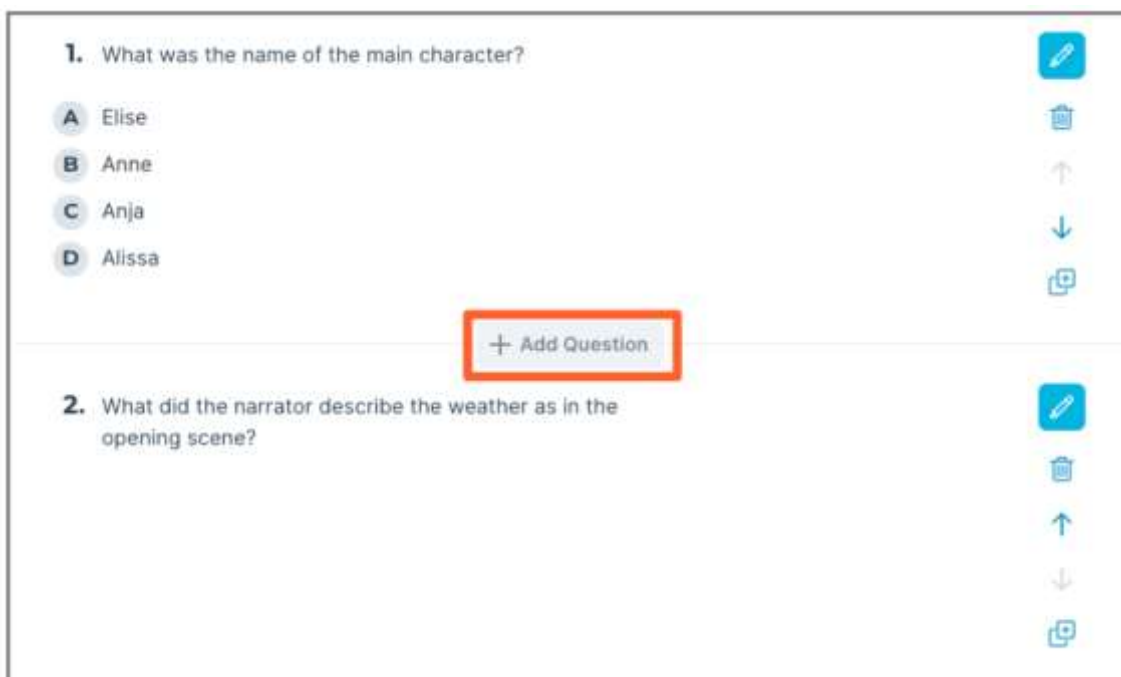 1. What was the name of the main character?
A Elise
B Anne
C Anja
D Alissa
+ Add Question
2. What did the narrator describe the weather as in the
opening scene?